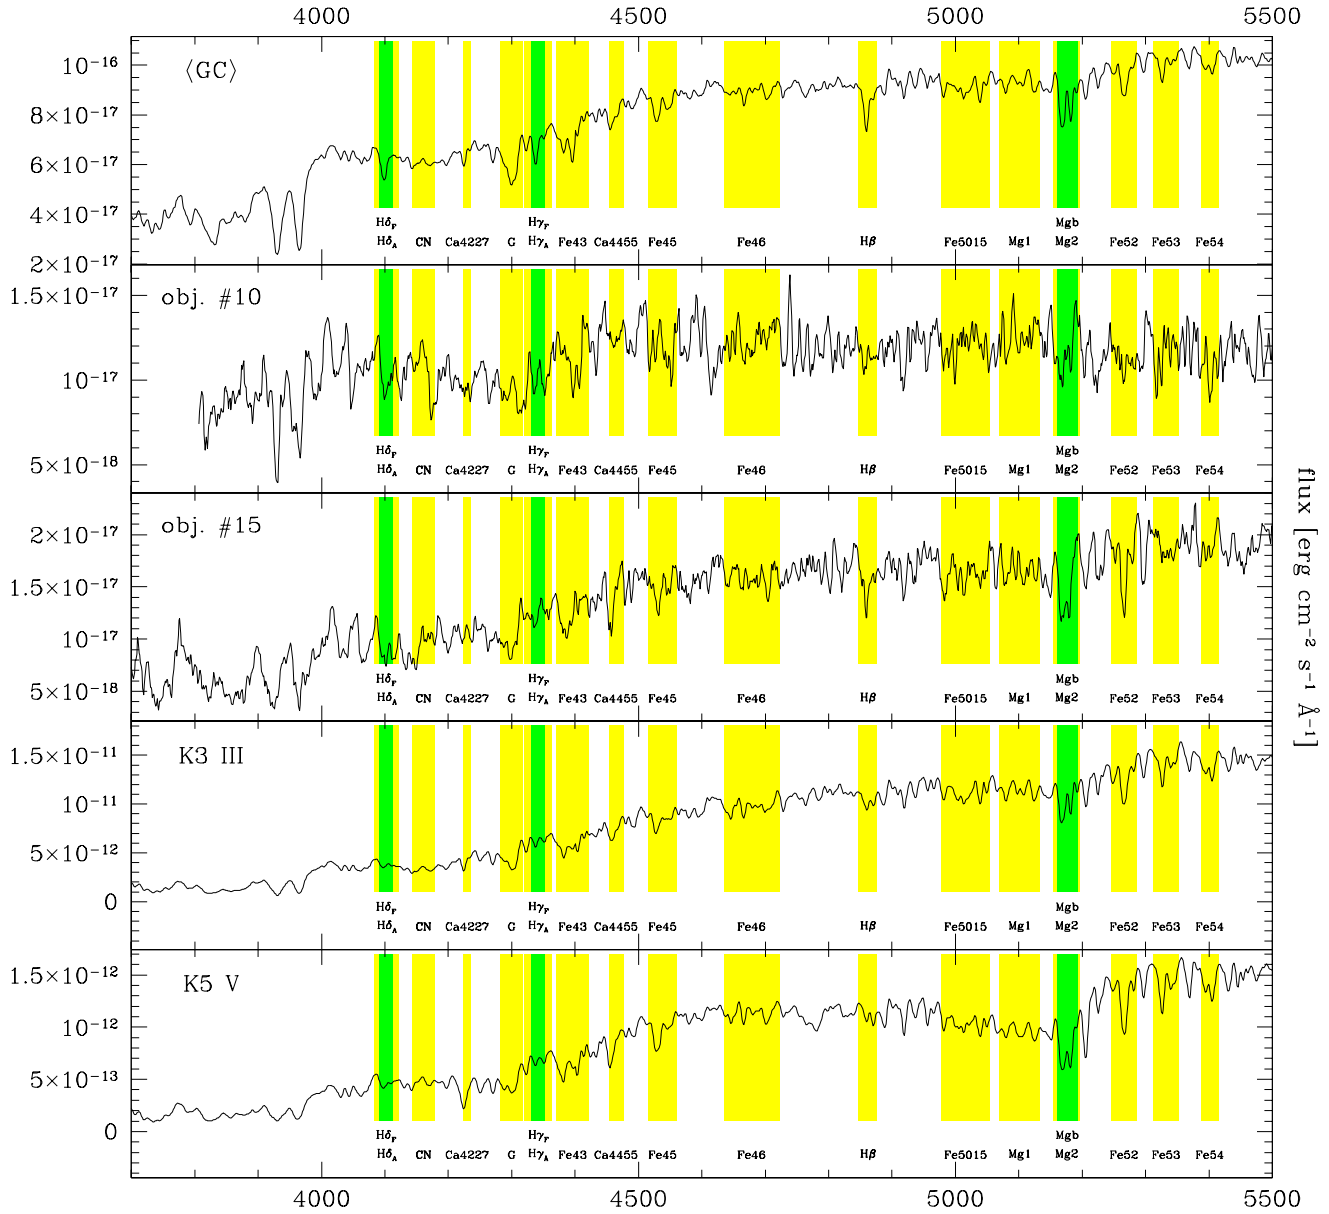 4000 4500 5000 5500
⟨GC⟩
10⁻¹⁶
8×10⁻¹⁷
6×10⁻¹⁷
4×10⁻¹⁷
2×10⁻¹⁷
Hδ_F Hγ_F Mgb
Hδ_A CN Ca4227 G Hγ_A Fe43 Ca4455 Fe45 Fe46 Hβ Fe5015 Mg1 Mg2 Fe52 Fe53 Fe54
obj. #10
1.5×10⁻¹⁷
10⁻¹⁷
5×10⁻¹⁸
Hδ_F Hγ_F Mgb
Hδ_A CN Ca4227 G Hγ_A Fe43 Ca4455 Fe45 Fe46 Hβ Fe5015 Mg1 Mg2 Fe52 Fe53 Fe54
obj. #15
2×10⁻¹⁷
1.5×10⁻¹⁷
10⁻¹⁷
5×10⁻¹⁸
Hδ_F Hγ_F Mgb
Hδ_A CN Ca4227 G Hγ_A Fe43 Ca4455 Fe45 Fe46 Hβ Fe5015 Mg1 Mg2 Fe52 Fe53 Fe54
K3 III
1.5×10⁻¹¹
10⁻¹¹
5×10⁻¹²
0
Hδ_F Hγ_F Mgb
Hδ_A CN Ca4227 G Hγ_A Fe43 Ca4455 Fe45 Fe46 Hβ Fe5015 Mg1 Mg2 Fe52 Fe53 Fe54
K5 V
1.5×10⁻¹²
10⁻¹²
5×10⁻¹³
0
Hδ_F Hγ_F Mgb
Hδ_A CN Ca4227 G Hγ_A Fe43 Ca4455 Fe45 Fe46 Hβ Fe5015 Mg1 Mg2 Fe52 Fe53 Fe54
4000 4500 5000 5500
flux [erg cm⁻² s⁻¹ Å⁻¹]